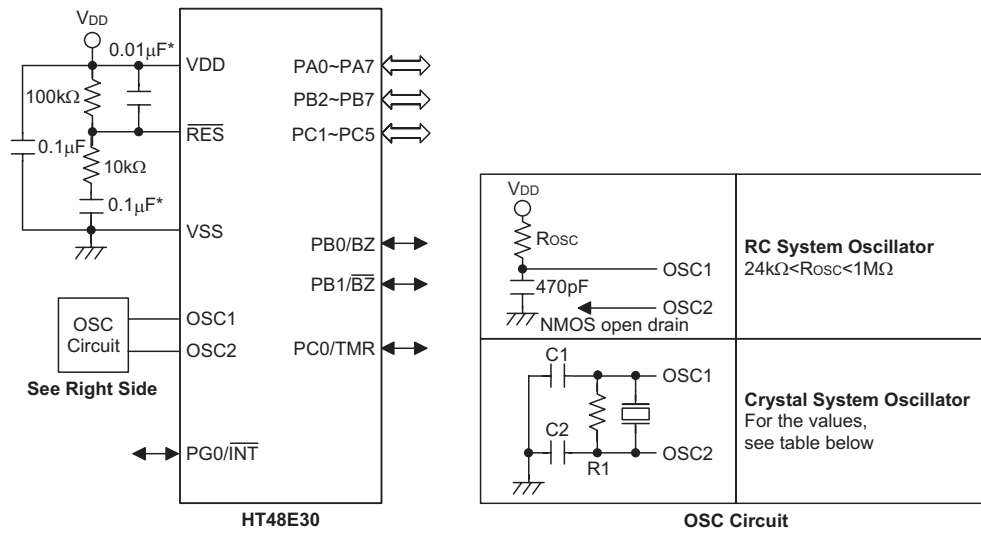 VDD
0.01μF*
VDD
PA0~PA7
100kΩ
PB2~PB7
R̅E̅S̅
PC1~PC5
0.1μF
10kΩ
0.1μF*
VSS
PB0/BZ
PB1/B̅Z̅
OSC
Circuit
OSC1
OSC2
PC0/TMR
See Right Side
PG0/I̅N̅T̅
HT48E30
VDD
ROSC
OSC1
470pF
OSC2
NMOS open drain
RC System Oscillator
24kΩ<ROSC<1MΩ
C1
OSC1
C2
OSC2
R1
Crystal System Oscillator
For the values,
see table below
OSC Circuit